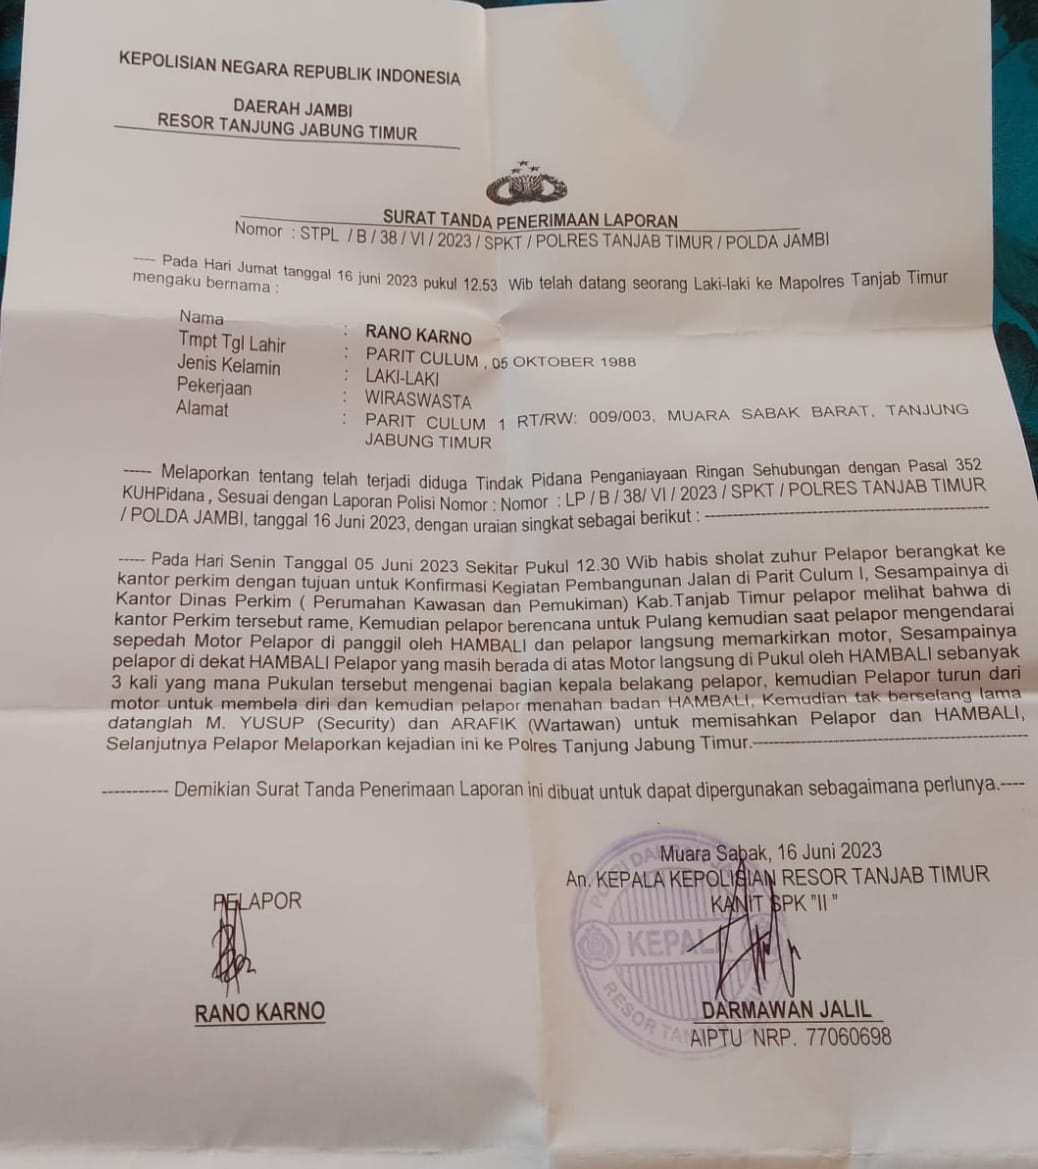 KEPOLISIAN NEGARA REPUBLIK INDONESIA
DAERAH JAMBI
RESOR TANJUNG JABUNG TIMUR
SURAT TANDA PENERIMAAN LAPORAN
Nomor : STPL / B / 38 / VI / 2023 / SPKT / POLRES TANJAB TIMUR / POLDA JAMBI
---- Pada Hari Jumat tanggal 16 juni 2023 pukul 12.53 Wib telah datang seorang Laki-laki ke Mapolres Tanjab Timur
mengaku bernama :
Nama : RANO KARNO
Tmpt Tgl Lahir : PARIT CULUM , 05 OKTOBER 1988
Jenis Kelamin : LAKI-LAKI
Pekerjaan : WIRASWASTA
Alamat : PARIT CULUM 1 RT/RW: 009/003, MUARA SABAK BARAT, TANJUNG
JABUNG TIMUR
----- Melaporkan tentang telah terjadi diduga Tindak Pidana Penganiayaan Ringan Sehubungan dengan Pasal 352
KUHPidana , Sesuai dengan Laporan Polisi Nomor : Nomor : LP / B / 38/ VI / 2023 / SPKT / POLRES TANJAB TIMUR
/ POLDA JAMBI, tanggal 16 Juni 2023, dengan uraian singkat sebagai berikut : ----------------------------------------
----- Pada Hari Senin Tanggal 05 Juni 2023 Sekitar Pukul 12.30 Wib habis sholat zuhur Pelapor berangkat ke
kantor perkim dengan tujuan untuk Konfirmasi Kegiatan Pembangunan Jalan di Parit Culum I, Sesampainya di
Kantor Dinas Perkim ( Perumahan Kawasan dan Pemukiman) Kab.Tanjab Timur pelapor melihat bahwa di
kantor Perkim tersebut rame, Kemudian pelapor berencana untuk Pulang kemudian saat pelapor mengendarai
sepedah Motor Pelapor di panggil oleh HAMBALI dan pelapor langsung memarkirkan motor, Sesampainya
pelapor di dekat HAMBALI Pelapor yang masih berada di atas Motor langsung di Pukul oleh HAMBALI sebanyak
3 kali yang mana Pukulan tersebut mengenai bagian kepala belakang pelapor, kemudian Pelapor turun dari
motor untuk membela diri dan kemudian pelapor menahan badan HAMBALI, Kemudian tak berselang lama
datanglah M. YUSUP (Security) dan ARAFIK (Wartawan) untuk memisahkan Pelapor dan HAMBALI,
Selanjutnya Pelapor Melaporkan kejadian ini ke Polres Tanjung Jabung Timur.----------------------------------------
----------- Demikian Surat Tanda Penerimaan Laporan ini dibuat untuk dapat dipergunakan sebagaimana perlunya.----
Muara Sabak, 16 Juni 2023
An. KEPALA KEPOLISIAN RESOR TANJAB TIMUR
KANIT SPK "II "
PELAPOR
KEPALA
RESOR
RANO KARNO
DARMAWAN JALIL
AIPTU NRP. 77060698